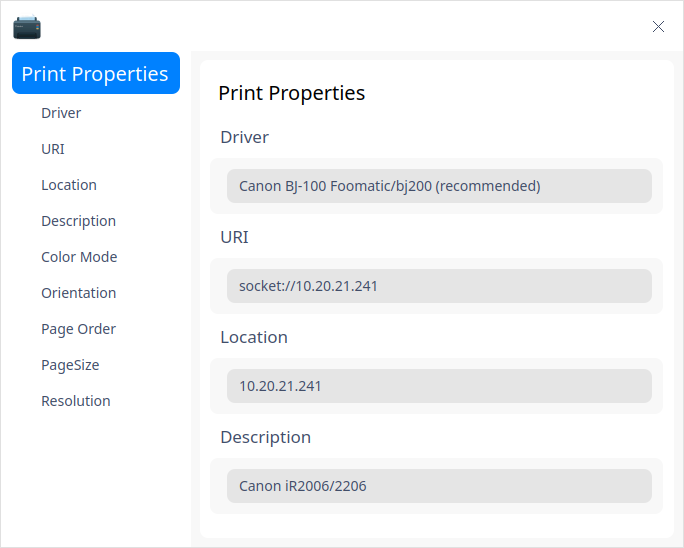 Print Properties
Driver
URI
Location
Description
Color Mode
Orientation
Page Order
PageSize
Resolution
Print Properties
Driver
Canon BJ-100 Foomatic/bj200 (recommended)
URI
socket://10.20.21.241
Location
10.20.21.241
Description
Canon iR2006/2206